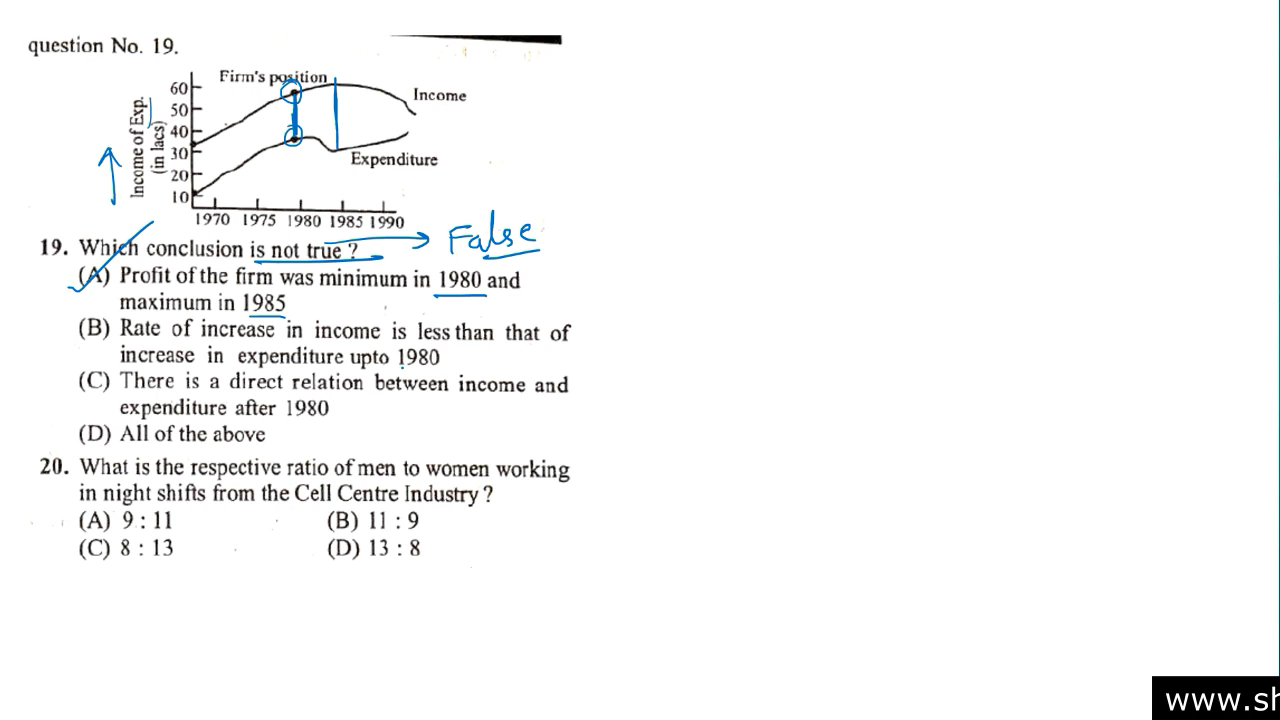 question No. 19.
Firm's position
60
50
40
30
20
10
Income of Exp.
(in lacs)
Income
Expenditure
1970 1975 1980 1985 1990
False
19. Which conclusion is not true ?
(A) Profit of the firm was minimum in 1980 and
maximum in 1985
(B) Rate of increase in income is less than that of
increase in expenditure upto 1980
(C) There is a direct relation between income and
expenditure after 1980
(D) All of the above
20. What is the respective ratio of men to women working
in night shifts from the Cell Centre Industry ?
(A) 9 : 11 (B) 11 : 9
(C) 8 : 13 (D) 13 : 8
www.sh